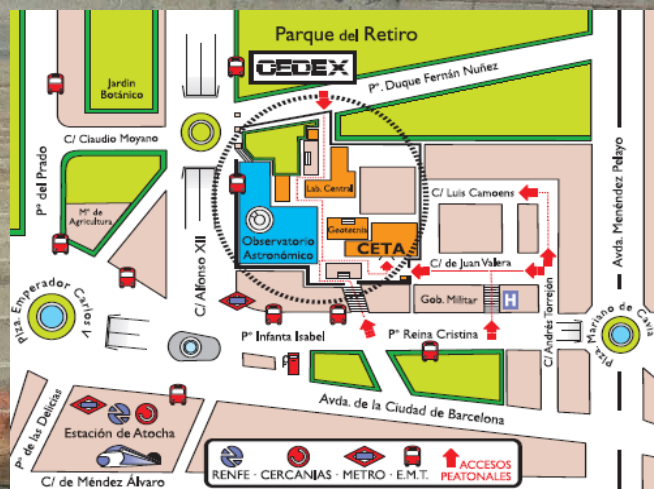 Parque del Retiro
CEDEX
Pº. Duque Fernán Nuñez
Jardín
Botánico
C/ Claudio Moyano
Pº del Prado
Mº de
Agricultura
C/ Alfonso XII
Lab. Central
Geotecnia
CETA
Observatorio
Astronómico
C/ Luis Camoens
C/ de Juan Valera
Avda. Menéndez Pelayo
Gob. Militar
H
C/ Andrés Torrejón
Plza. Mariano de Cavia
Plza. Emperador Carlos V
Pº Infanta Isabel
Pº Reina Cristina
Avda. de la Ciudad de Barcelona
Pº de las Delicias
Estación de Atocha
C/ de Méndez Álvaro
RENFE · CERCANIAS · METRO · E.M.T.
ACCESOS
PEATONALES